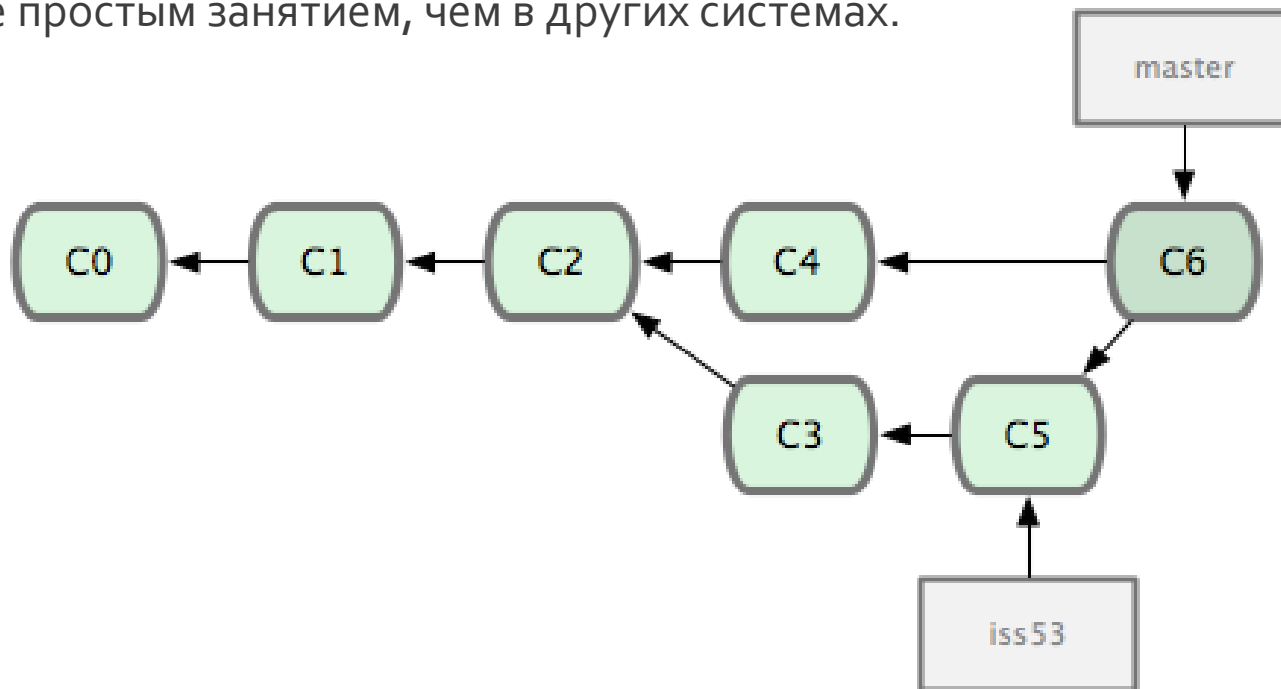 е простым занятием, чем в других системах.
master
C0 C1 C2 C4 C6
C3 C5
iss53